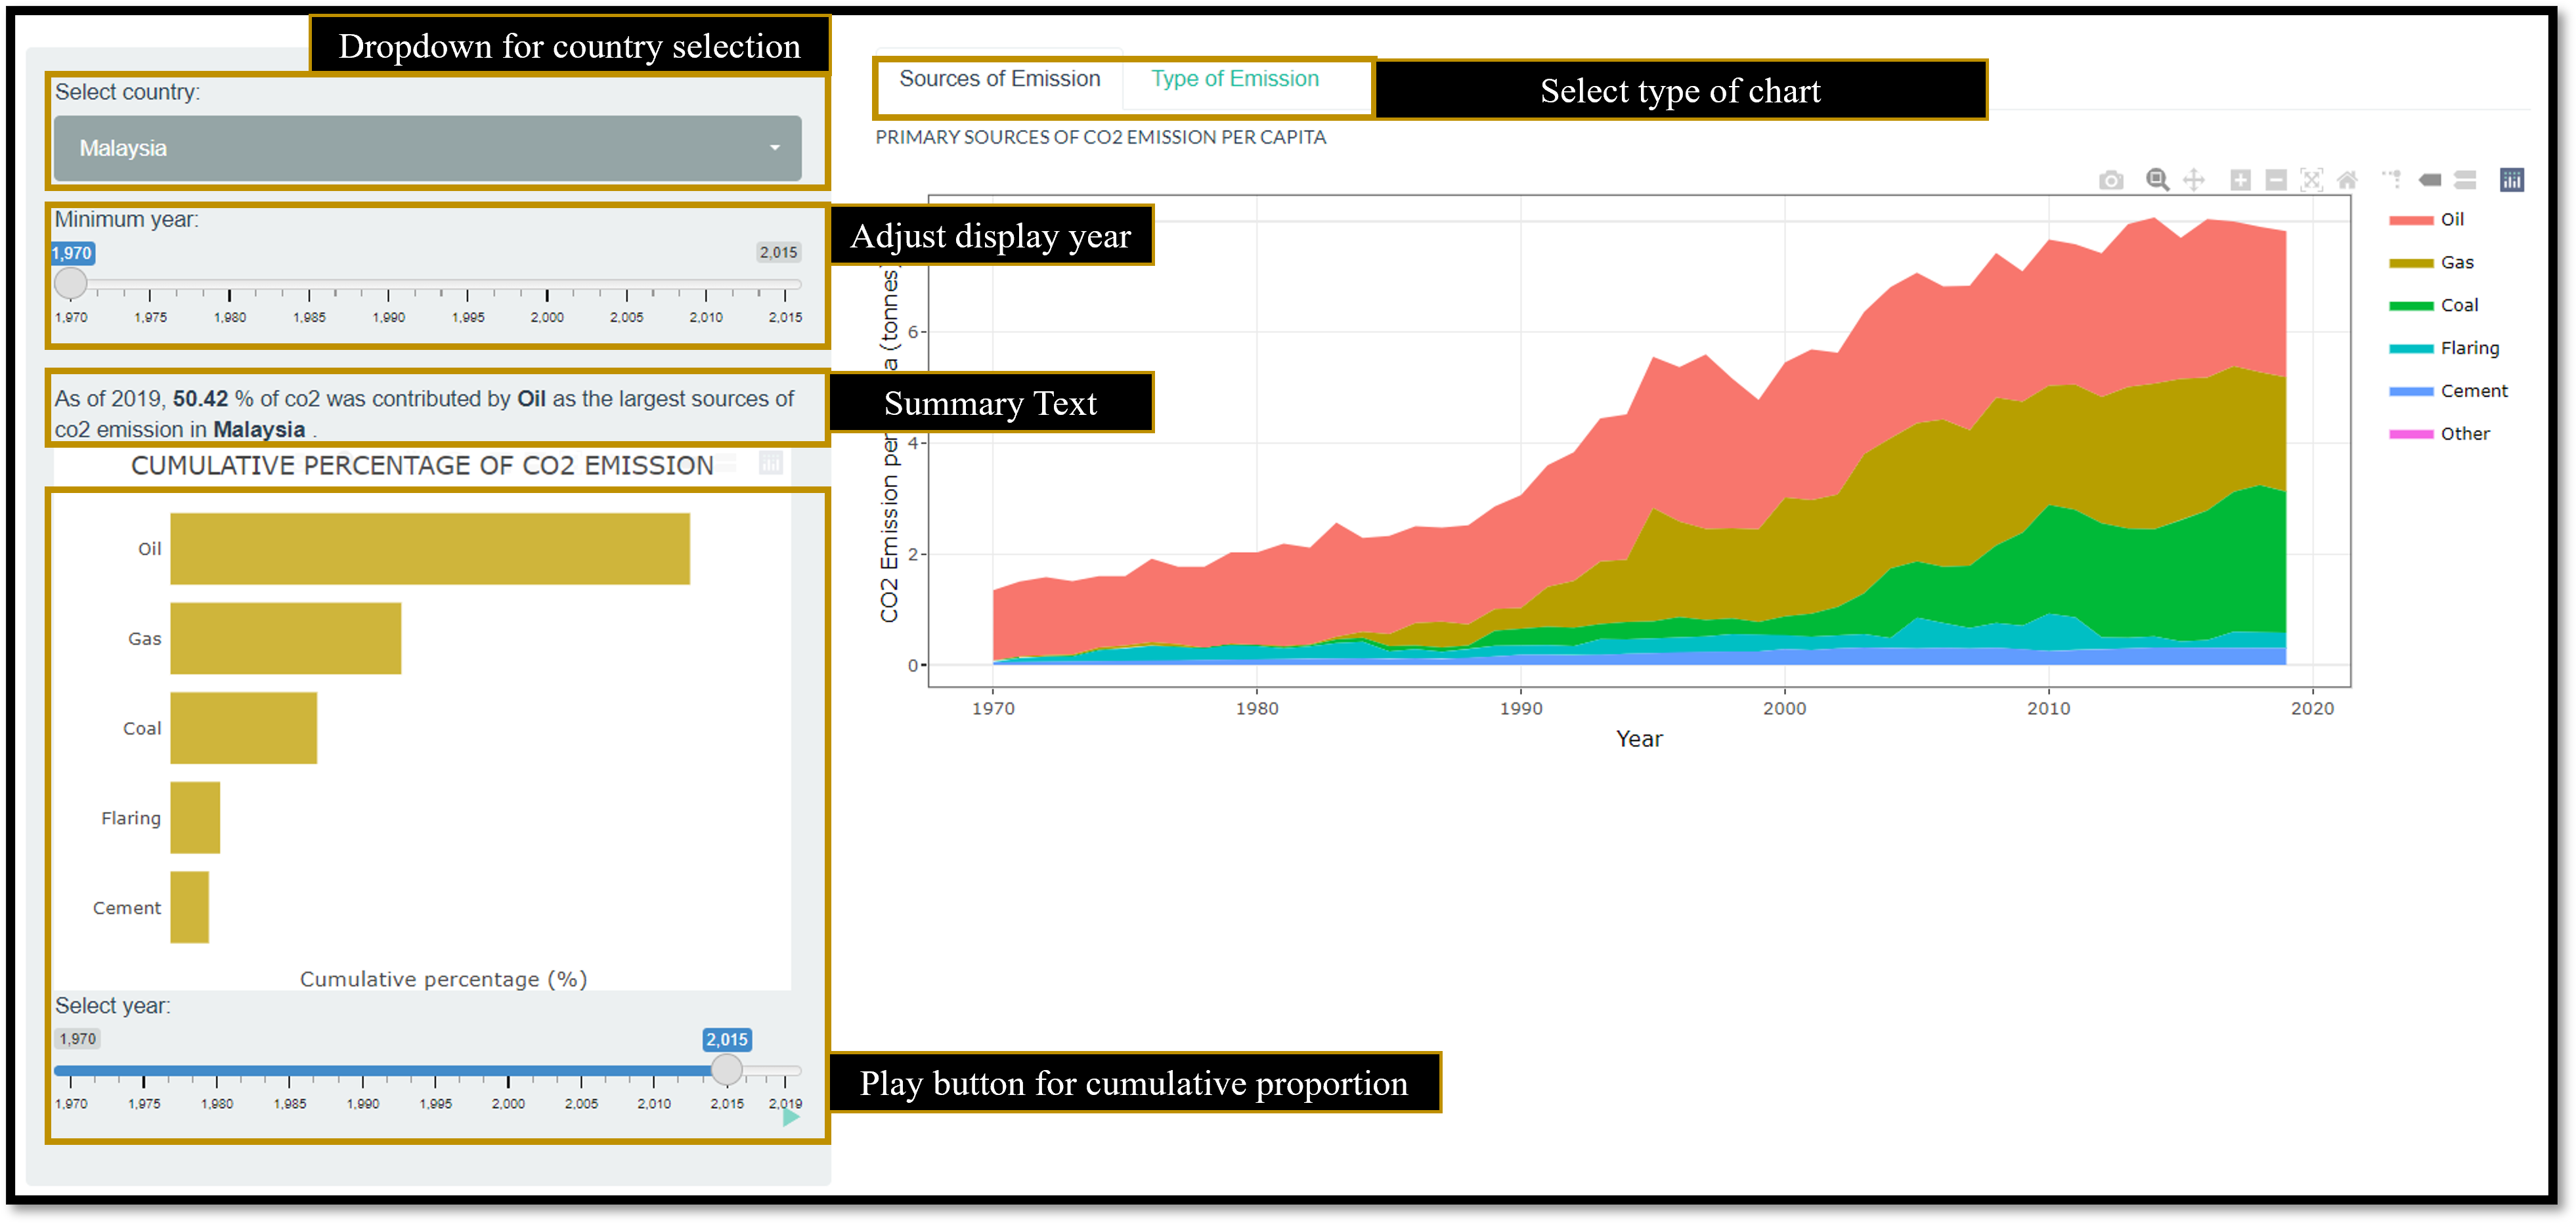 Dropdown for country selection
Select country:
Malaysia
Minimum year:
1,970
2,015
1,970 1,975 1,980 1,985 1,990 1,995 2,000 2,005 2,010 2,015
Adjust display year
As of 2019, 50.42 % of co2 was contributed by Oil as the largest sources of
co2 emission in Malaysia .
Summary Text
CUMULATIVE PERCENTAGE OF CO2 EMISSION
Oil
Gas
Coal
Flaring
Cement
Cumulative percentage (%)
Select year:
1,970
2,015
1,970 1,975 1,980 1,985 1,990 1,995 2,000 2,005 2,010 2,015 2,019
Play button for cumulative proportion
Sources of Emission
Type of Emission
Select type of chart
PRIMARY SOURCES OF CO2 EMISSION PER CAPITA
CO2 Emission per a (tonnes
6
4
2
0
1970 1980 1990 2000 2010 2020
Year
Oil
Gas
Coal
Flaring
Cement
Other